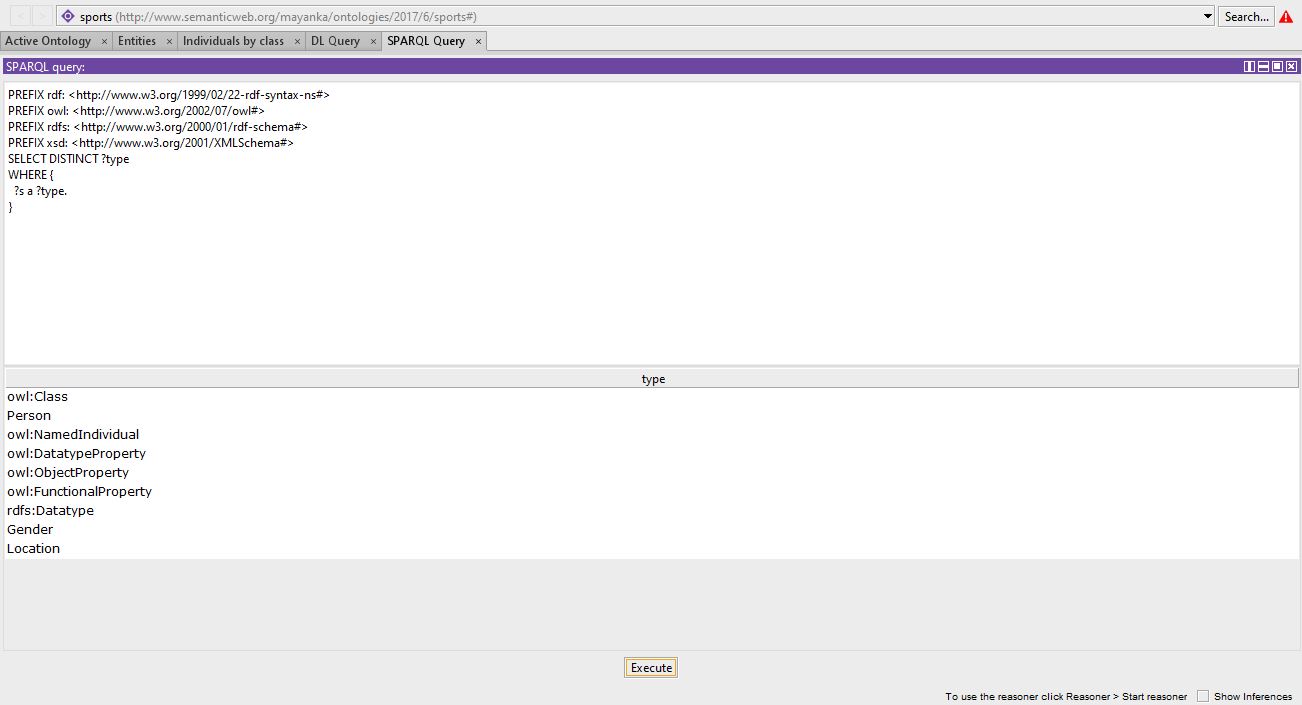 < > sports (http://www.semanticweb.org/mayanka/ontologies/2017/6/sports#) Search...
Active Ontology × Entities × Individuals by class × DL Query × SPARQL Query ×
SPARQL query:
PREFIX rdf: <http://www.w3.org/1999/02/22-rdf-syntax-ns#>
PREFIX owl: <http://www.w3.org/2002/07/owl#>
PREFIX rdfs: <http://www.w3.org/2000/01/rdf-schema#>
PREFIX xsd: <http://www.w3.org/2001/XMLSchema#>
SELECT DISTINCT ?type
WHERE {
?s a ?type.
}
type
owl:Class
Person
owl:NamedIndividual
owl:DatatypeProperty
owl:ObjectProperty
owl:FunctionalProperty
rdfs:Datatype
Gender
Location
Execute
To use the reasoner click Reasoner > Start reasoner Show Inferences